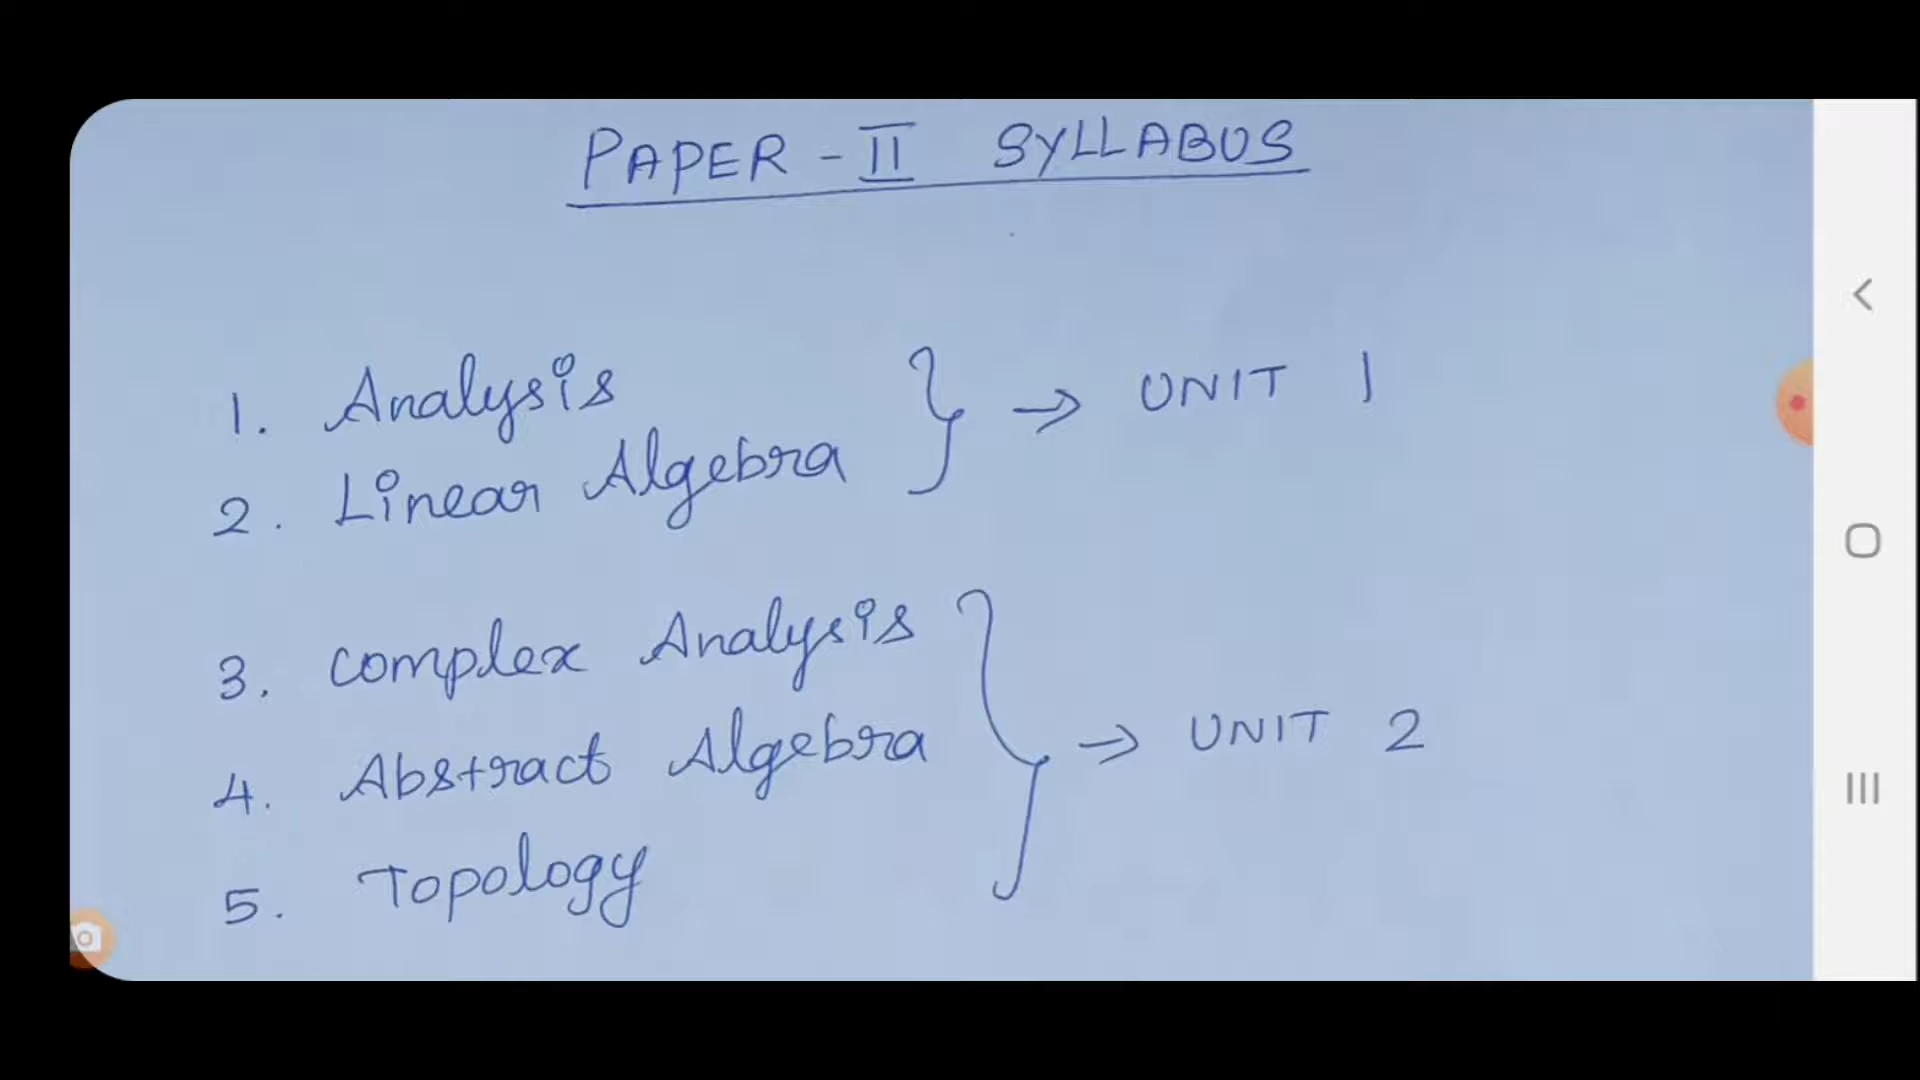 PAPER - II SYLLABUS
1. Analysis
2. Linear Algebra
} → UNIT 1
3. Complex Analysis
4. Abstract Algebra
5. Topology
} → UNIT 2